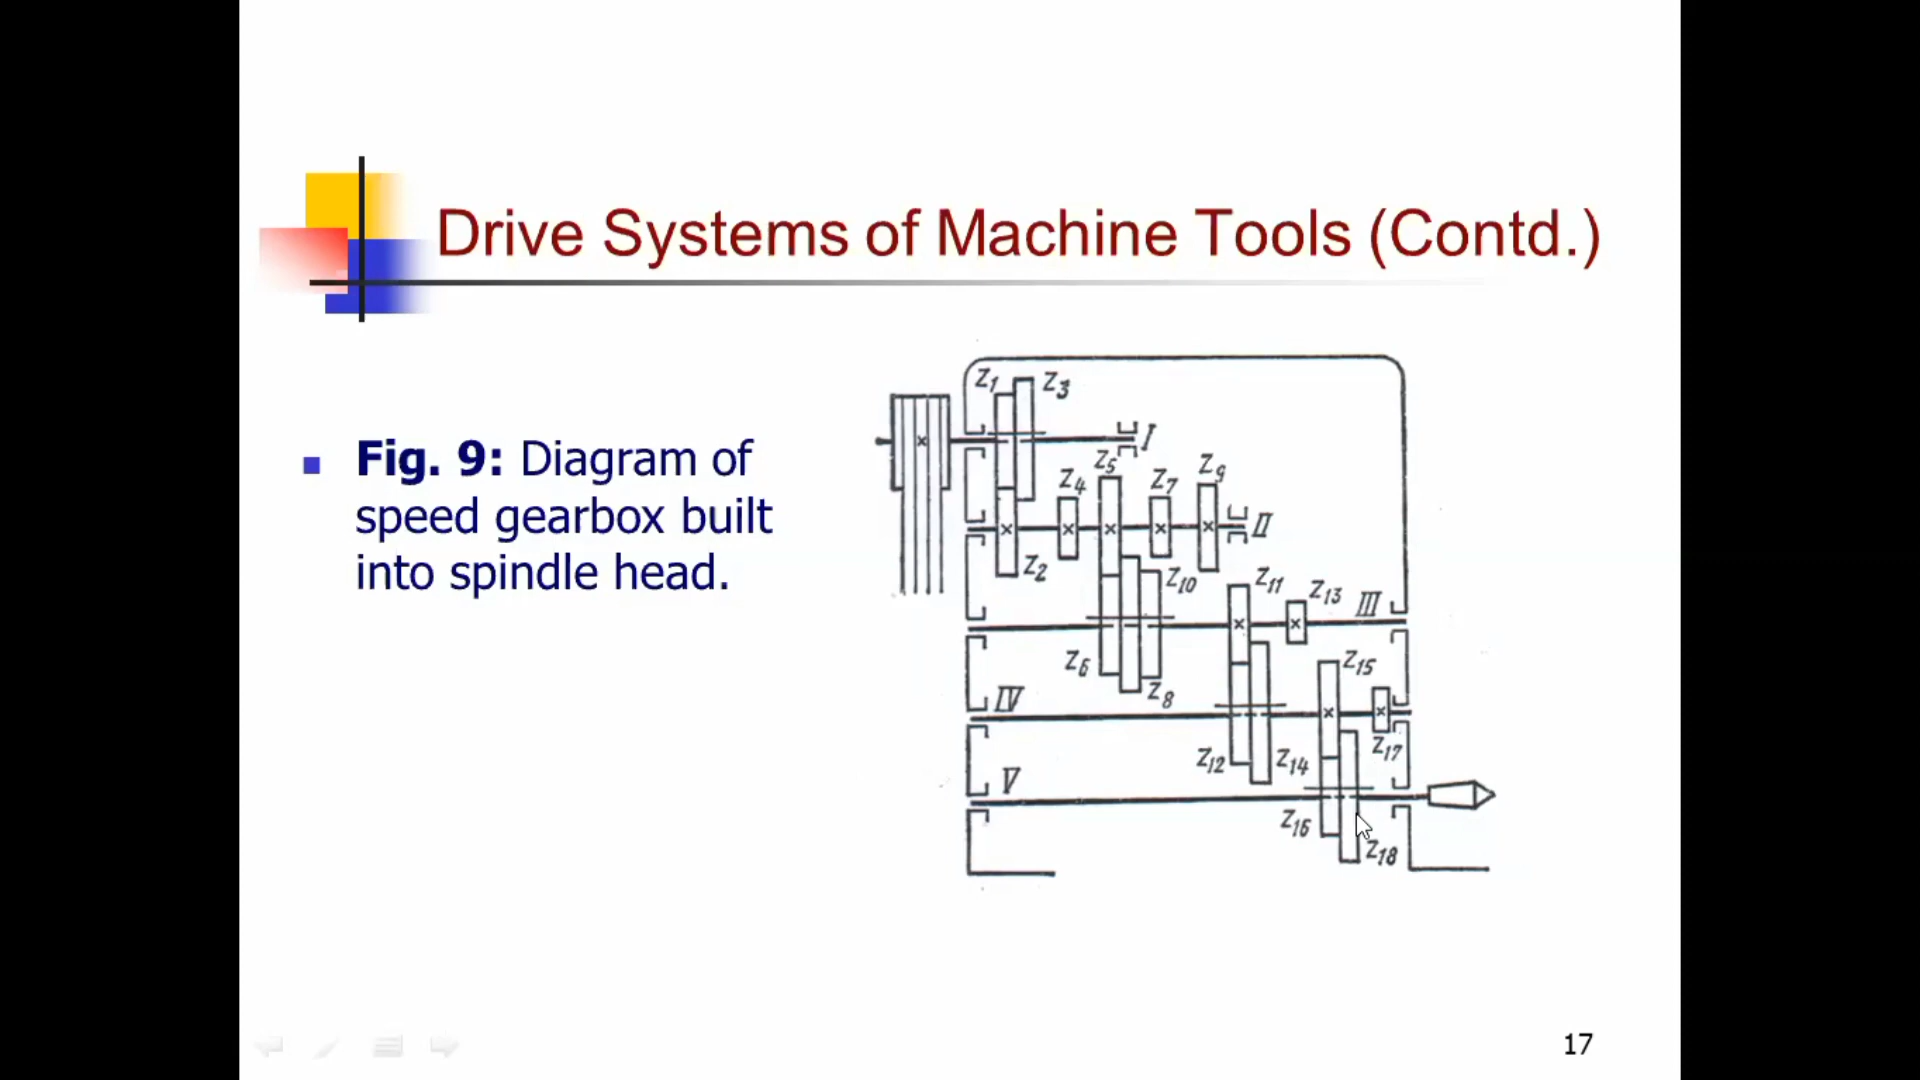 Drive Systems of Machine Tools (Contd.)
Fig. 9: Diagram of
speed gearbox built
into spindle head.
Z1 Z3
I
Z4 Z5 Z7 Z9
II
Z2
Z10 Z11 Z13 III
Z6 Z8 Z15
IV
Z12 Z14 Z17
V
Z16 Z18
17